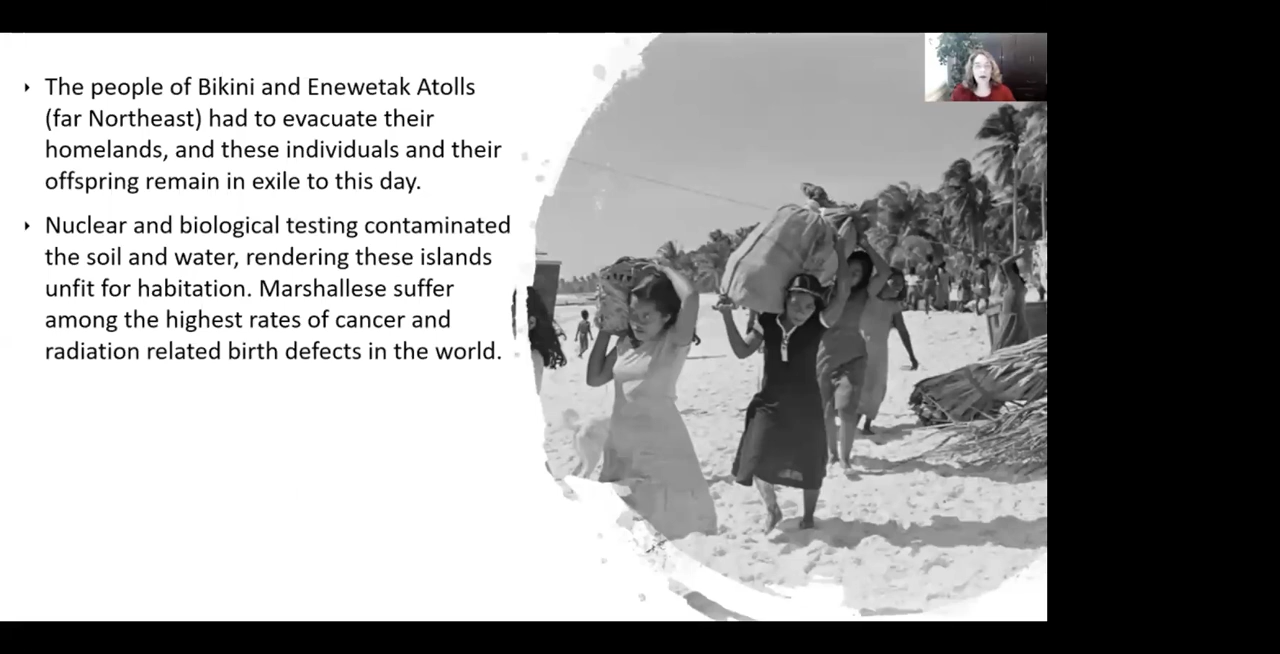 The people of Bikini and Enewetak Atolls
(far Northeast) had to evacuate their
homelands, and these individuals and their
offspring remain in exile to this day.
Nuclear and biological testing contaminated
the soil and water, rendering these islands
unfit for habitation. Marshallese suffer
among the highest rates of cancer and
radiation related birth defects in the world.